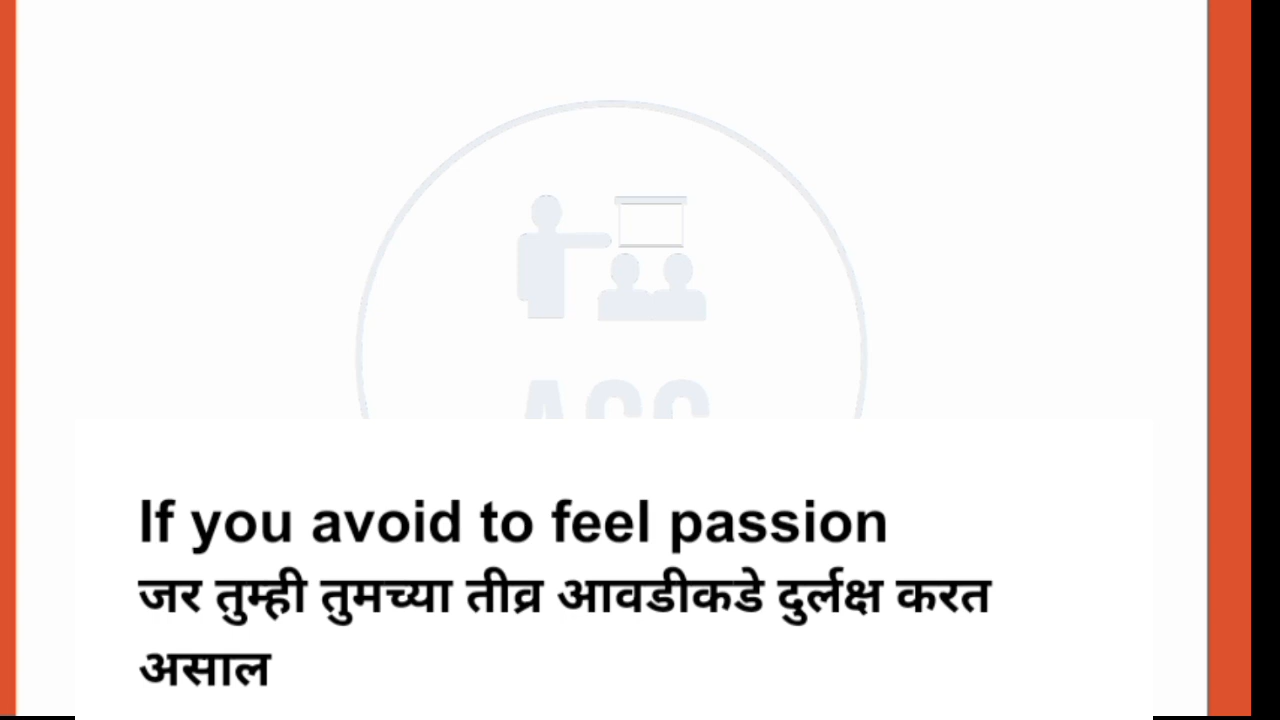 If you avoid to feel passion
जर तुम्ही तुमच्या तीव्र आवडीकडे दुर्लक्ष करत
असाल